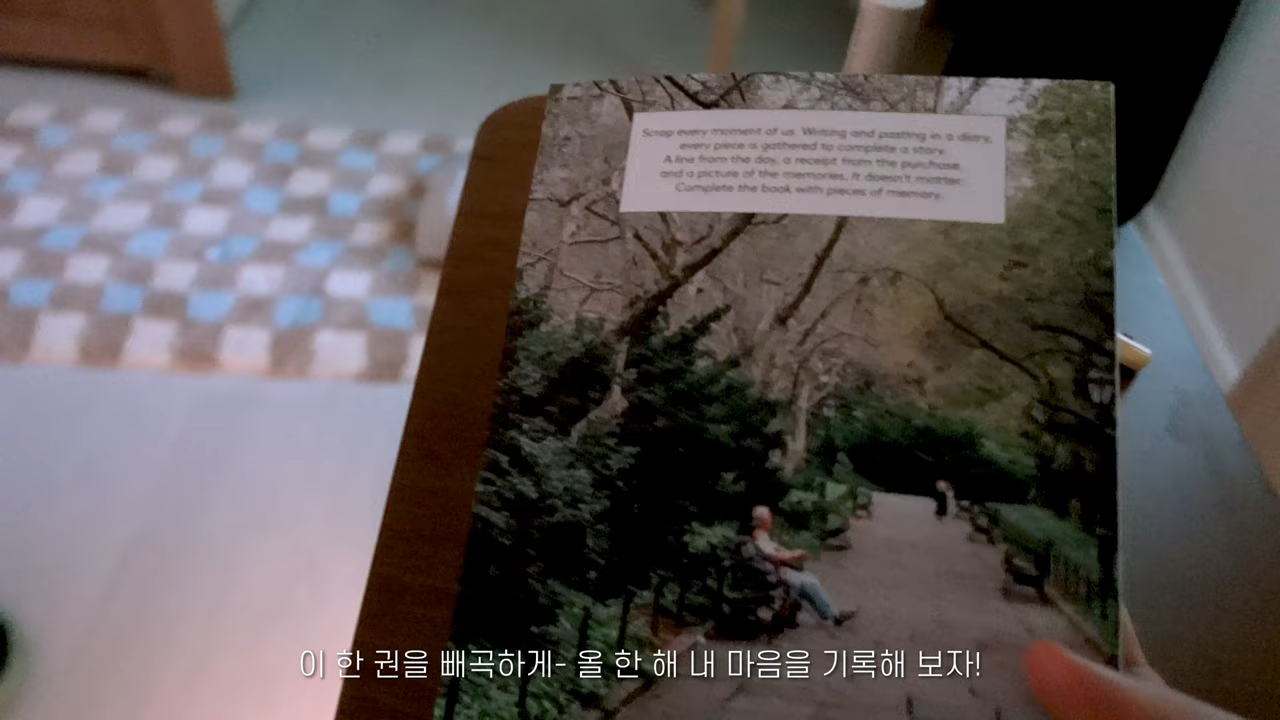 Scrap every moment of us. Writing and pasting in a diary,
every piece is gathered to complete a story.
A line from the day, a receipt from the purchase,
and a picture of the memories. It doesn't matter.
Complete the book with pieces of memory.
이 한 권을 빼곡하게- 올 한 해 내 마음을 기록해 보자!